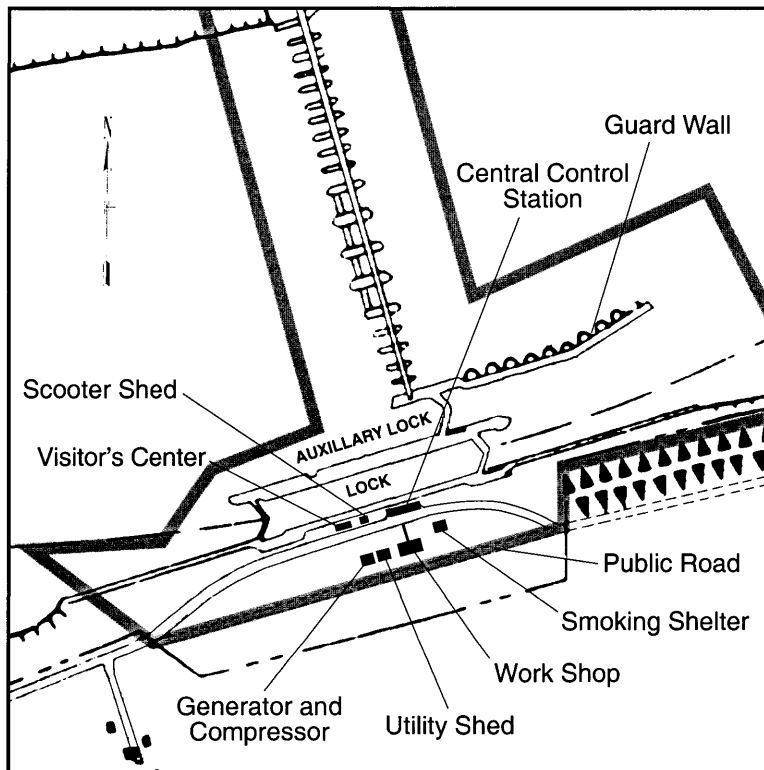 Guard Wall
Central Control
Station
Scooter Shed
AUXILLARY LOCK
Visitor's Center
LOCK
Public Road
Smoking Shelter
Work Shop
Generator and
Compressor
Utility Shed